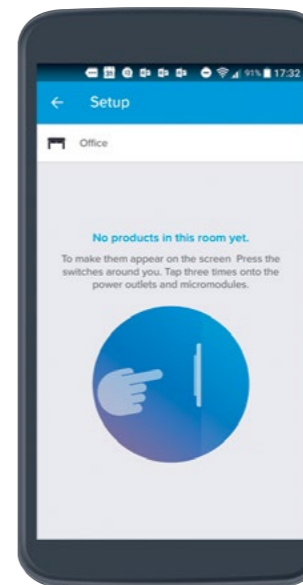 91% 17:32
← Setup
Office
No products in this room yet.
To make them appear on the screen Press the
switches around you. Tap three times onto the
power outlets and micromodules.